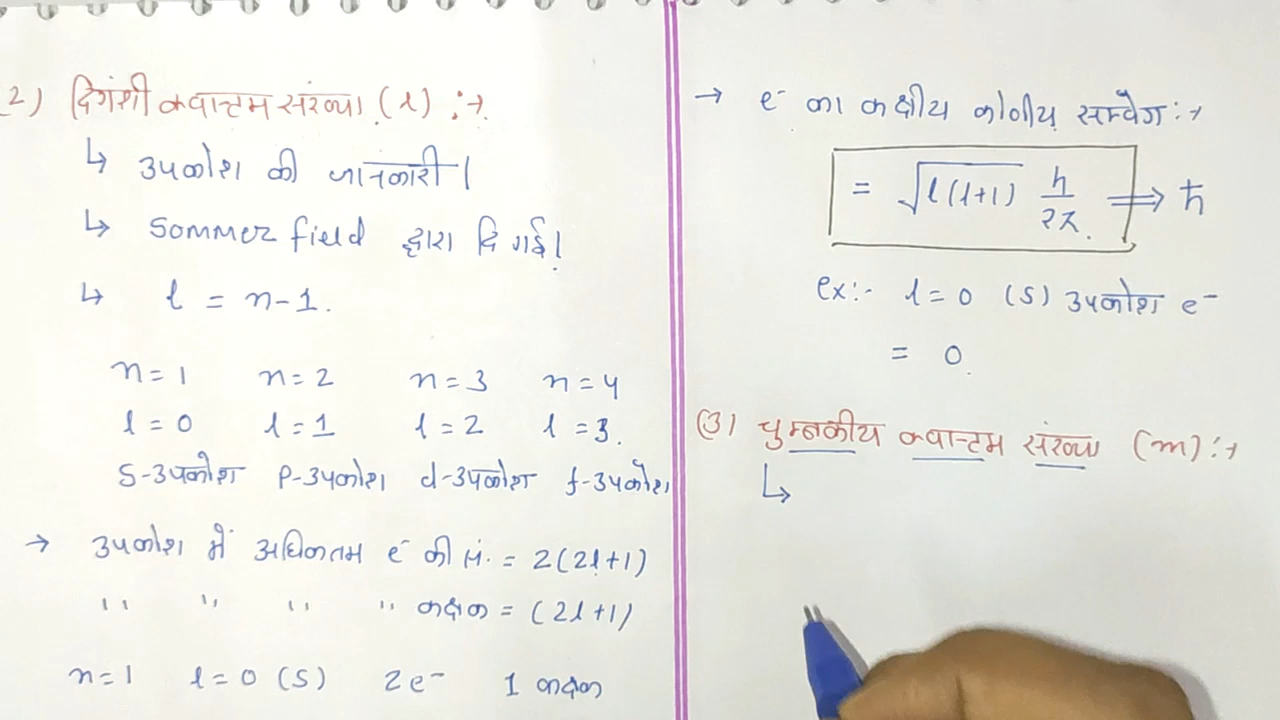 2) दिगंशी क्वान्टम संख्या (l) :→
↳ उपकोश की जानकारी।
↳ Sommer field द्वारा दि गई।
↳ l = n-1.
n=1 n=2 n=3 n=4
l=0 l=1 l=2 l=3.
S-उपकोश P-उपकोश d-उपकोश f-उपकोश
→ उपकोश में अधिकतम e⁻ की सं. = 2(2l+1)
" " " " कक्षक = (2l+1)
n=1 l=0 (S) 2e⁻ 1 कक्षक
→ e⁻ का कक्षीय कोणीय सम्वेग :→
= √l(l+1) h/2π. ⟹ ℏ
ex:- l=0 (S) उपकोश e⁻
= 0.
(3) चुम्बकीय क्वान्टम संख्या (m) :→
↳